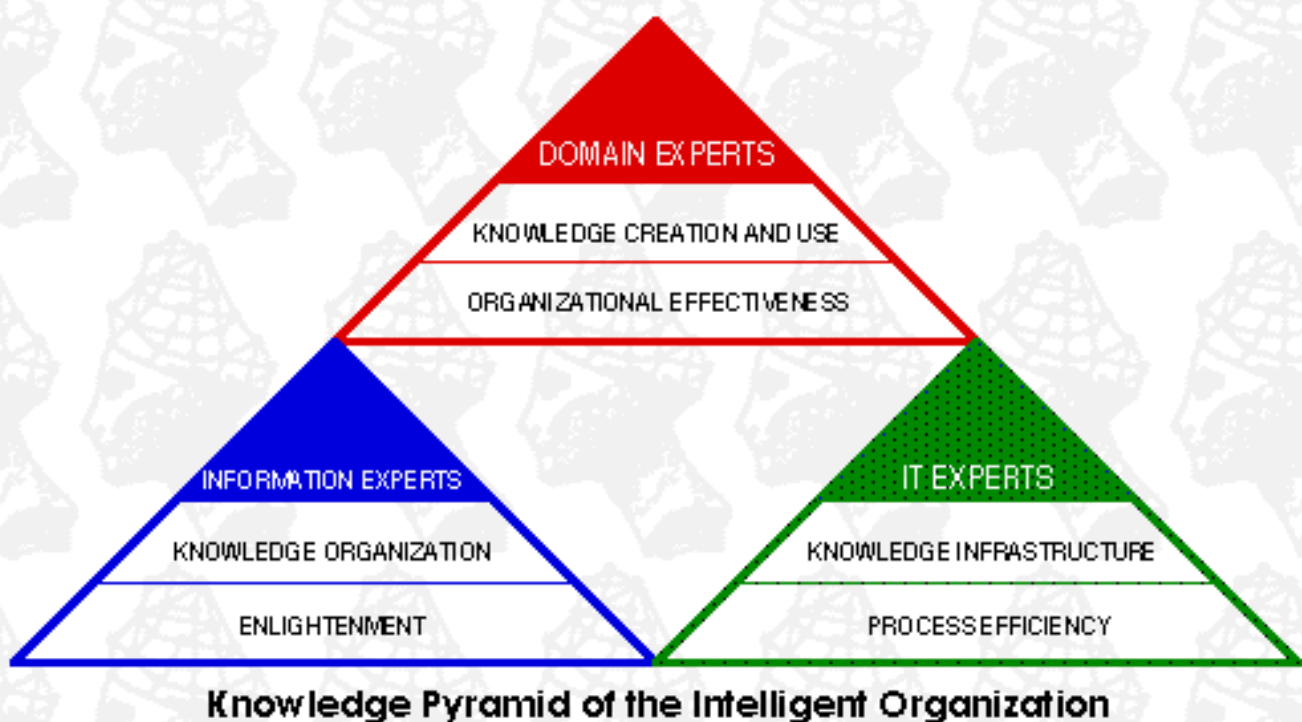 DOMAIN EXPERTS
KNOWLEDGE CREATION AND USE
ORGANIZATIONAL EFFECTIVENESS
INFORMATION EXPERTS
KNOWLEDGE ORGANIZATION
ENLIGHTENMENT
IT EXPERTS
KNOWLEDGE INFRASTRUCTURE
PROCESS EFFICIENCY
Knowledge Pyramid of the Intelligent Organization